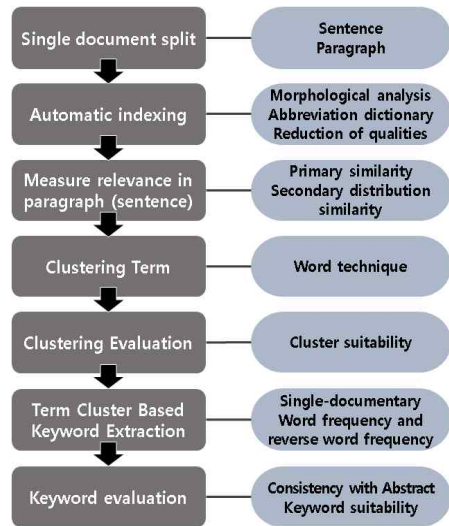 Single document split
Sentence
Paragraph
Automatic indexing
Morphological analysis
Abbreviation dictionary
Reduction of qualities
Measure relevance in
paragraph (sentence)
Primary similarity
Secondary distribution
similarity
Clustering Term
Word technique
Clustering Evaluation
Cluster suitability
Term Cluster Based
Keyword Extraction
Single-documentary
Word frequency and
reverse word frequency
Keyword evaluation
Consistency with Abstract
Keyword suitability